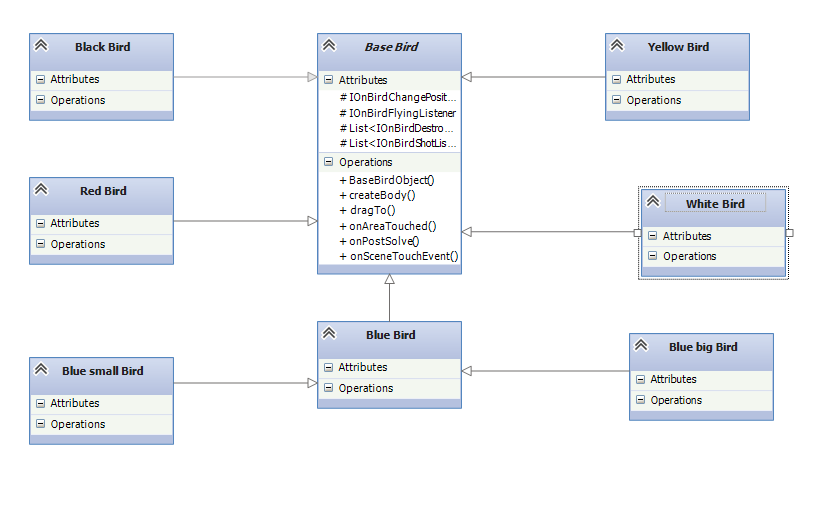 Black Bird
Attributes
Operations
Base Bird
Attributes
# IOnBirdChangePosit...
# IOnBirdFlyingListener
# List<IOnBirdDestro...
# List<IOnBirdShotLis...
Operations
+ BaseBirdObject()
+ createBody()
+ dragTo()
+ onAreaTouched()
+ onPostSolve()
+ onSceneTouchEvent()
Yellow Bird
Attributes
Operations
Red Bird
Attributes
Operations
White Bird
Attributes
Operations
Blue Bird
Attributes
Operations
Blue small Bird
Attributes
Operations
Blue big Bird
Attributes
Operations